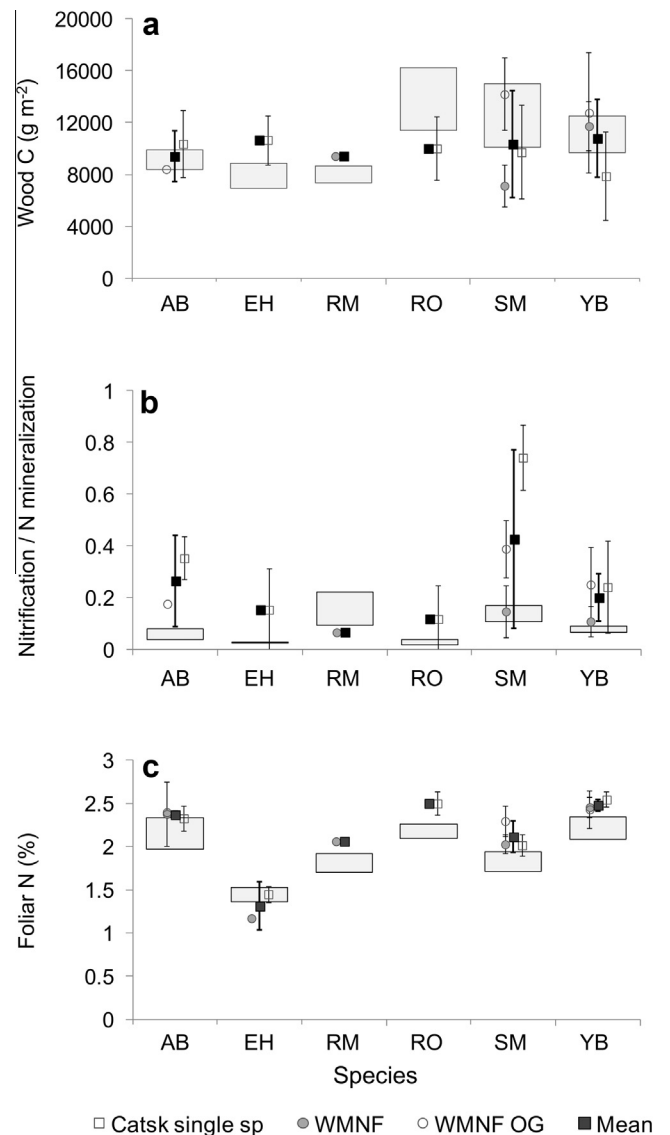 a
20000
16000
12000
8000
4000
0
Wood C (g m-2)
AB EH RM RO SM YB
b
1
0.8
0.6
0.4
0.2
0
Nitrification / N mineralization
AB EH RM RO SM YB
c
3
2.5
2
1.5
1
0.5
0
Foliar N (%)
AB EH RM RO SM YB
Species
Catsk single sp WMNF WMNF OG Mean